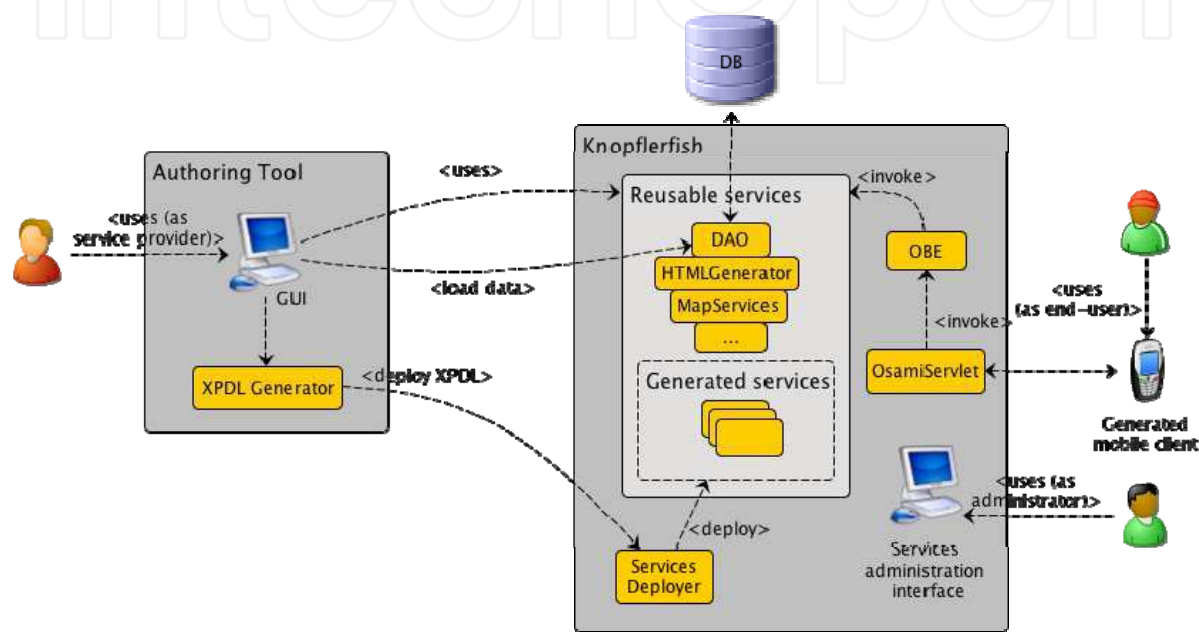 DB
Knopflerfish
Authoring Tool
<uses>
<invoke>
Reusable services
<uses (as
service provider)>
DAO
OBE
HTMLGenerator
GUI
<load data>
MapServices
<uses
(as end-user)>
<invoke>
...
<deploy XPDL>
XPDL Generator
Generated services
OsamiServlet
Generated
mobile client
<uses (as
administrator)>
<deploy>
Services
administration
interface
Services
Deployer